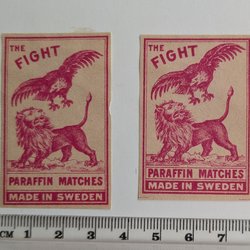 THE
FIGHT
PARAFFIN MATCHES
MADE IN SWEDEN
THE
FIGHT
PARAFFIN MATCHES
MADE IN SWEDEN
CM 1 2 3 4 5 6 7